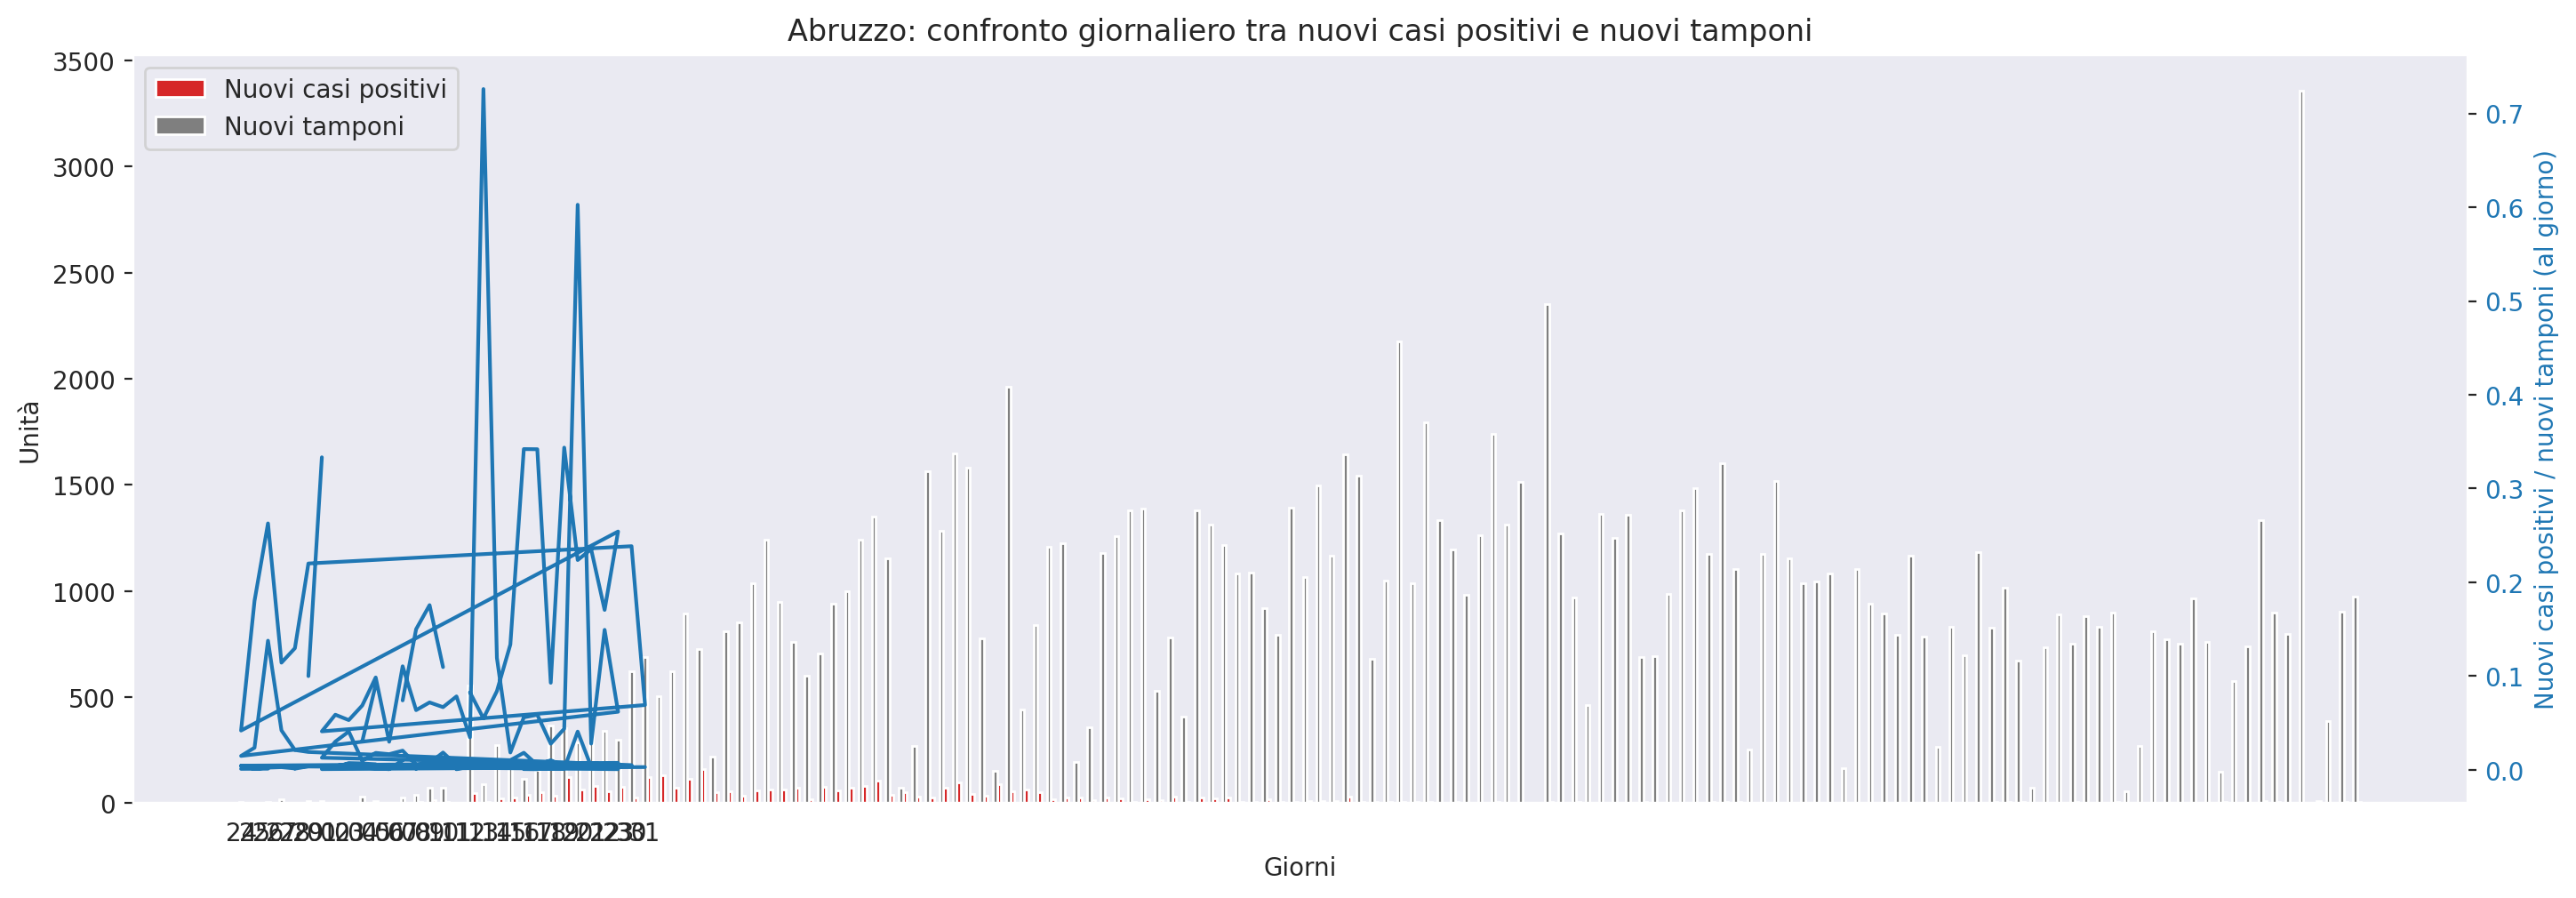 Abruzzo: confronto giornaliero tra nuovi casi positivi e nuovi tamponi
Nuovi casi positivi
Nuovi tamponi
3500
3000
2500
2000
1500
1000
500
0
Unità
0.7
0.6
0.5
0.4
0.3
0.2
0.1
0.0
Nuovi casi positivi / nuovi tamponi (al giorno)
Giorni